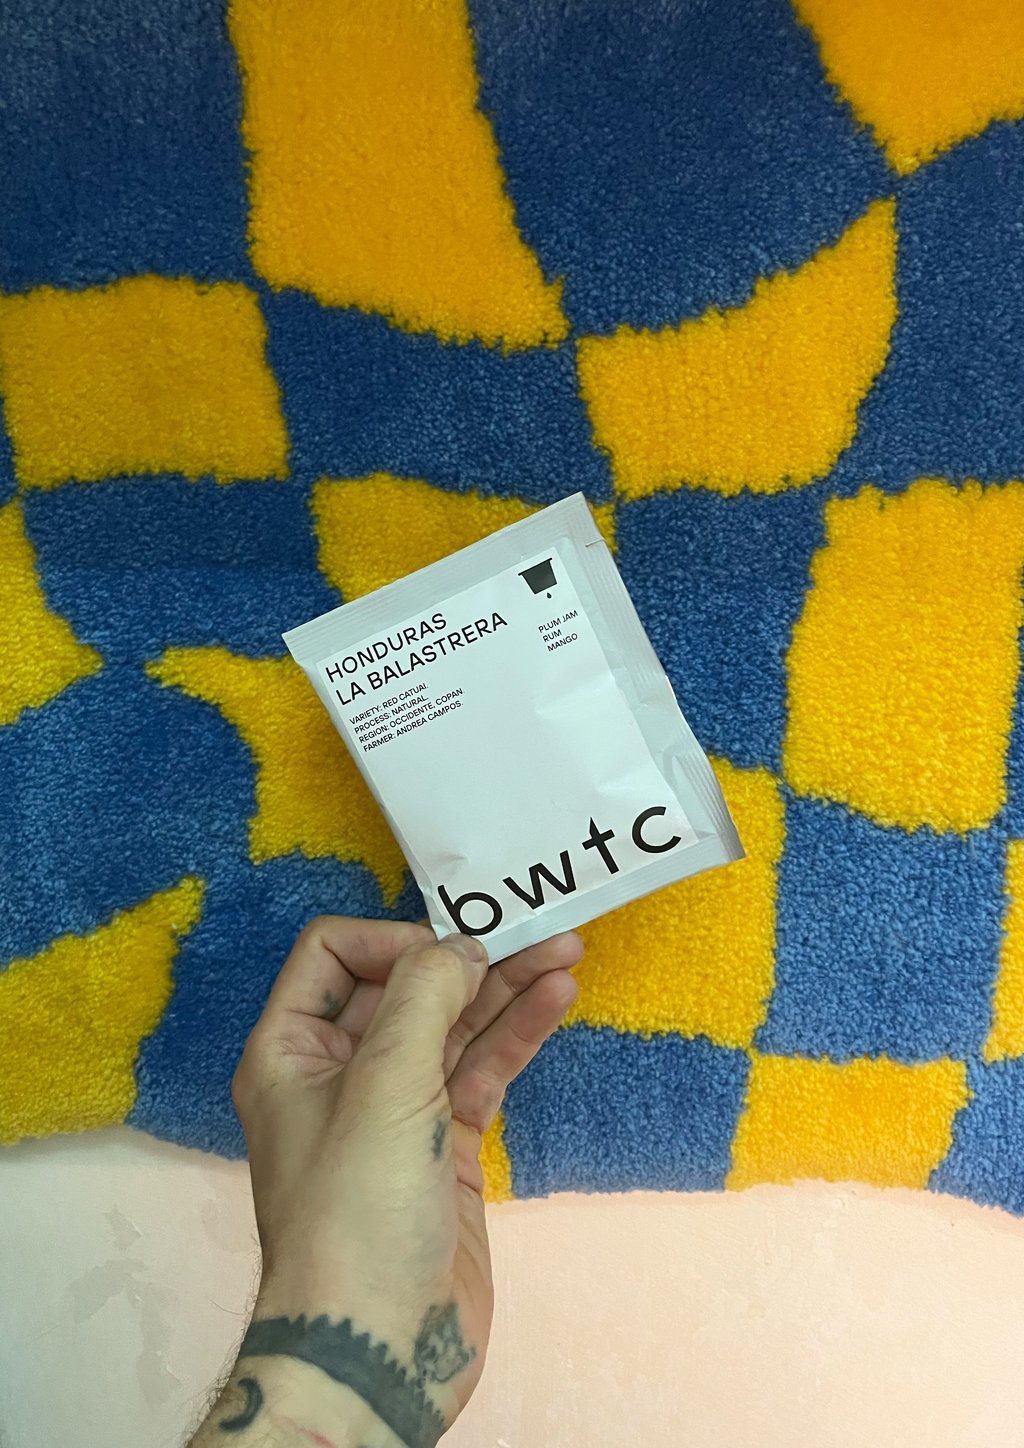 HONDURAS
LA BALASTRERA
VARIETY: RED CATUAI.
PROCESS: NATURAL.
REGION: OCCIDENTE, COPAN.
FARMER: ANDREA CAMPOS.
PLUM JAM
RUM
MANGO
bwtc